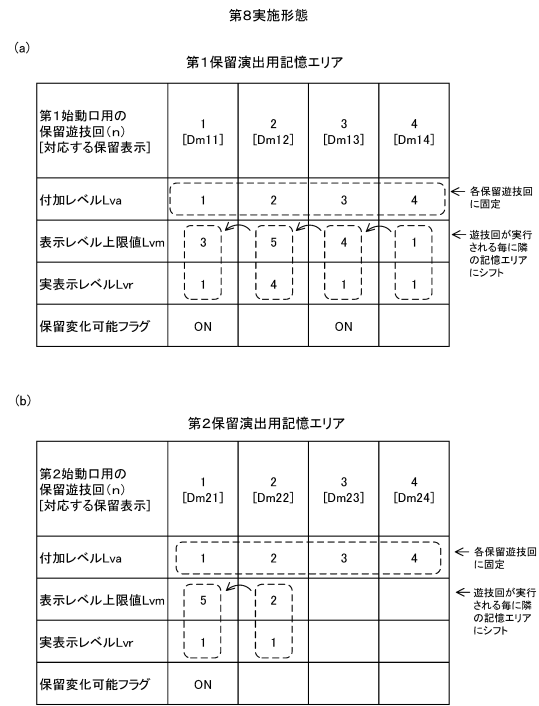 第8実施形態
(a)
第1保留演出用記憶エリア
第1始動口用の
保留遊技回(n)
[対応する保留表示]
1
[Dm11]
2
[Dm12]
3
[Dm13]
4
[Dm14]
付加レベルLva
1
2
3
4
各保留遊技回
に固定
表示レベル上限値Lvm
3
5
4
1
遊技回が実行
される毎に隣
の記憶エリア
にシフト
実表示レベルLvr
1
4
1
1
保留変化可能フラグ
ON
ON
(b)
第2保留演出用記憶エリア
第2始動口用の
保留遊技回(n)
[対応する保留表示]
1
[Dm21]
2
[Dm22]
3
[Dm23]
4
[Dm24]
付加レベルLva
1
2
3
4
各保留遊技回
に固定
表示レベル上限値Lvm
5
2
遊技回が実行
される毎に隣
の記憶エリア
にシフト
実表示レベルLvr
1
1
保留変化可能フラグ
ON